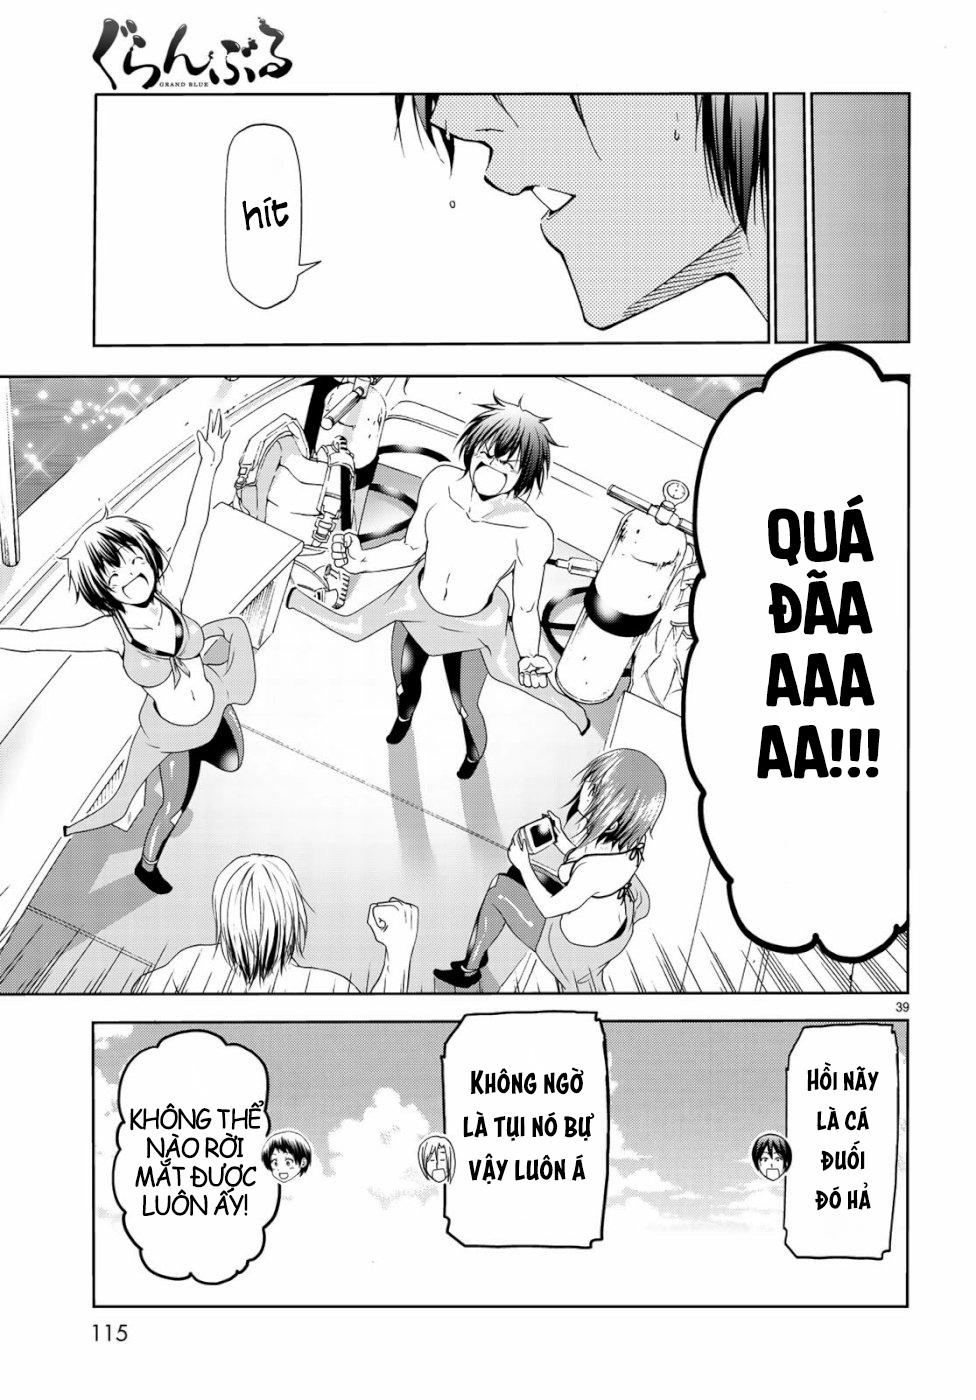 ぐらんぶる
GRAND BLUE
hít
QUÁ
ĐÃA
AAA
AA!!!
39
HỒI NÃY
LÀ CÁ
ĐUỐI
ĐÓ HẢ
KHÔNG NGỜ
LÀ TỤI NÓ BỰ
VẬY LUÔN Á
KHÔNG THỂ
NÀO RỜI
MẮT ĐƯỢC
LUÔN ẤY!
115